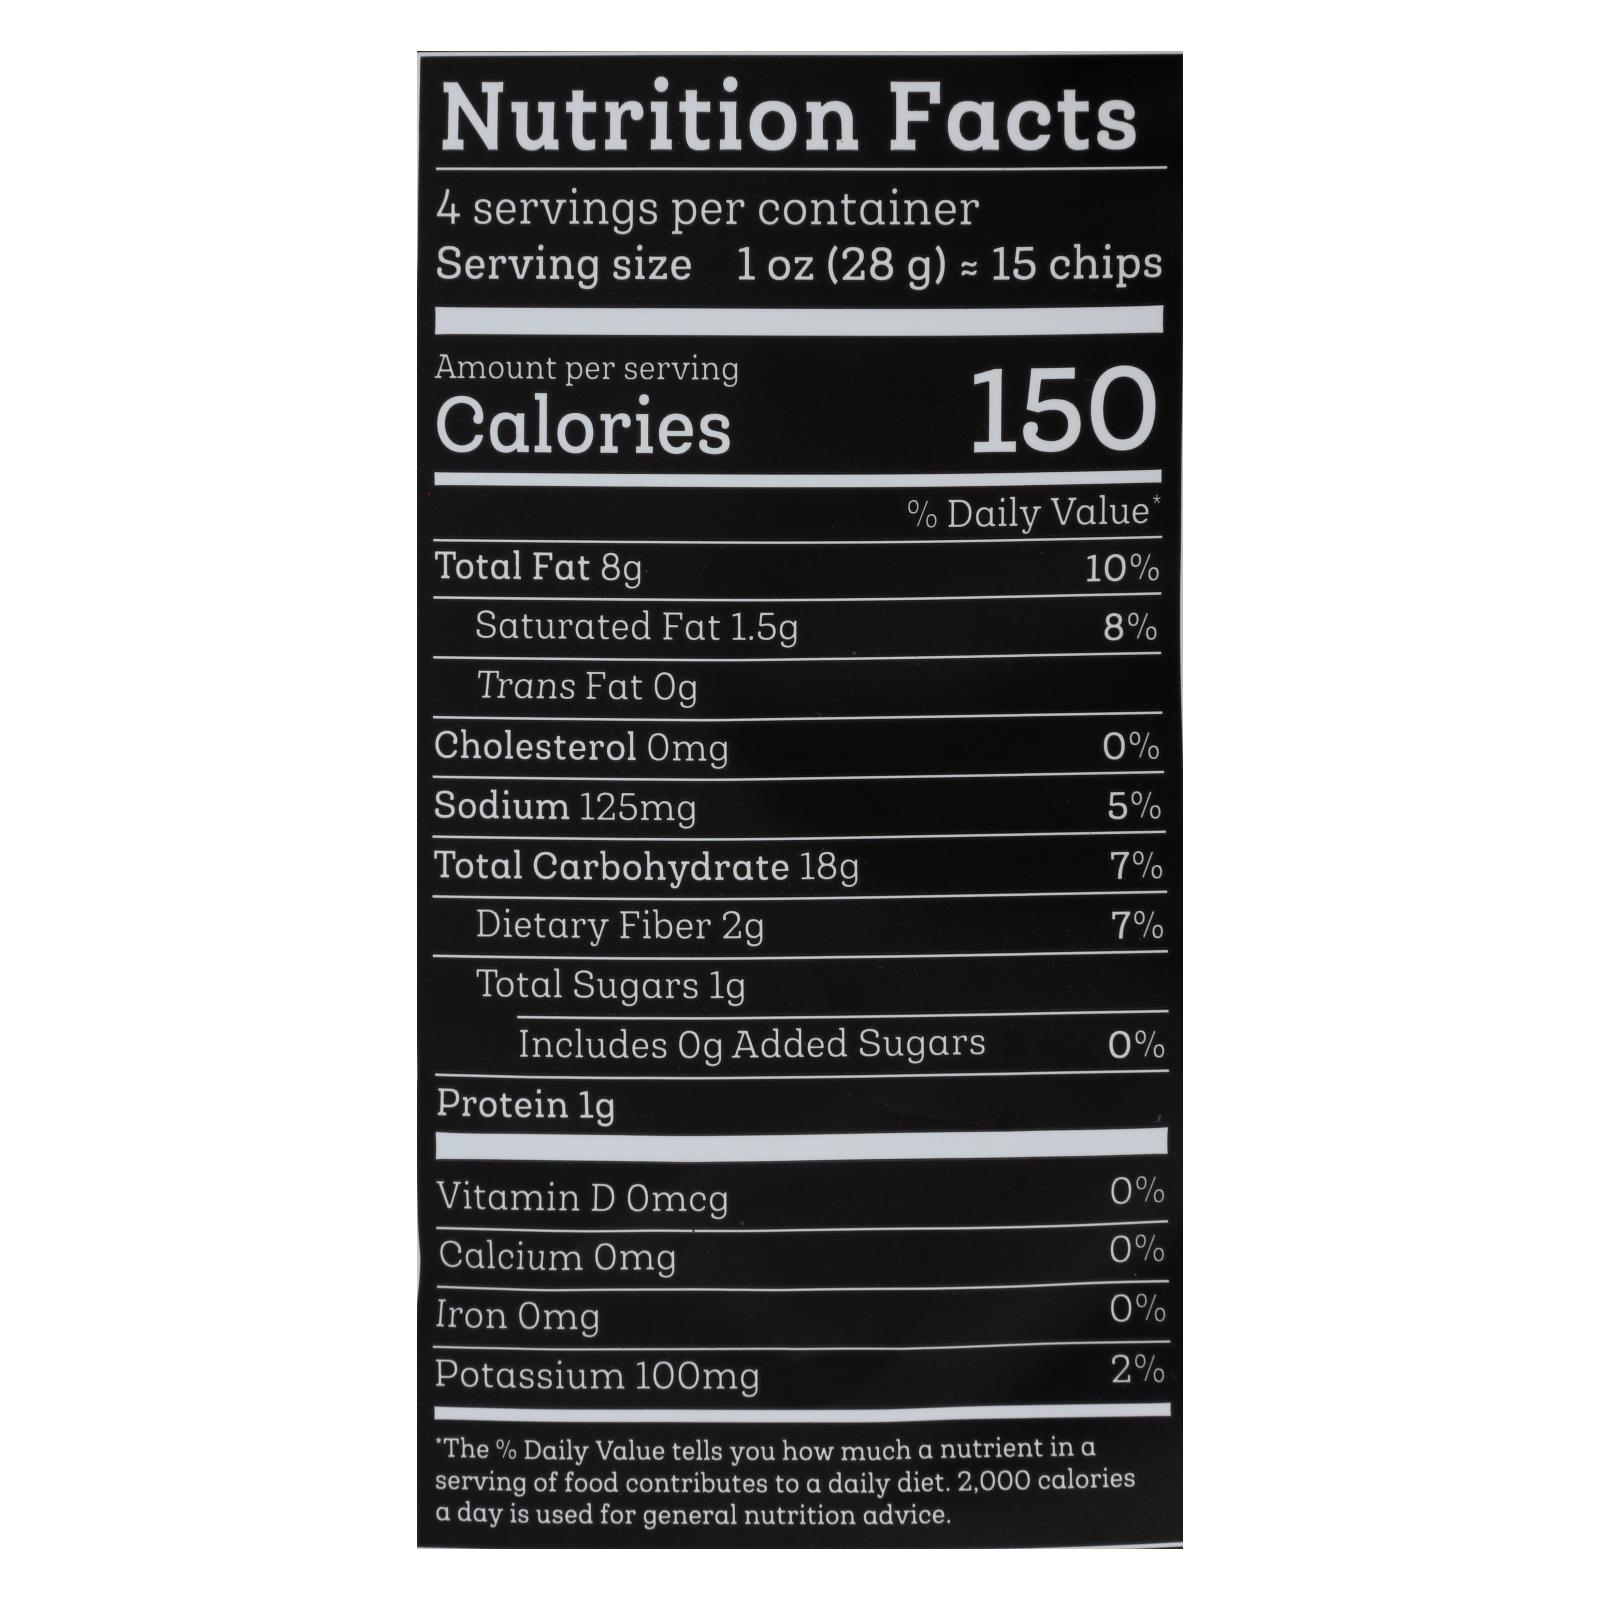 Nutrition Facts
4 servings per container
Serving size 1 oz (28 g) ≈ 15 chips
Amount per serving
Calories 150
% Daily Value*
Total Fat 8g 10%
Saturated Fat 1.5g 8%
Trans Fat 0g
Cholesterol 0mg 0%
Sodium 125mg 5%
Total Carbohydrate 18g 7%
Dietary Fiber 2g 7%
Total Sugars 1g
Includes 0g Added Sugars 0%
Protein 1g
Vitamin D 0mcg 0%
Calcium 0mg 0%
Iron 0mg 0%
Potassium 100mg 2%
*The % Daily Value tells you how much a nutrient in a
serving of food contributes to a daily diet. 2,000 calories
a day is used for general nutrition advice.